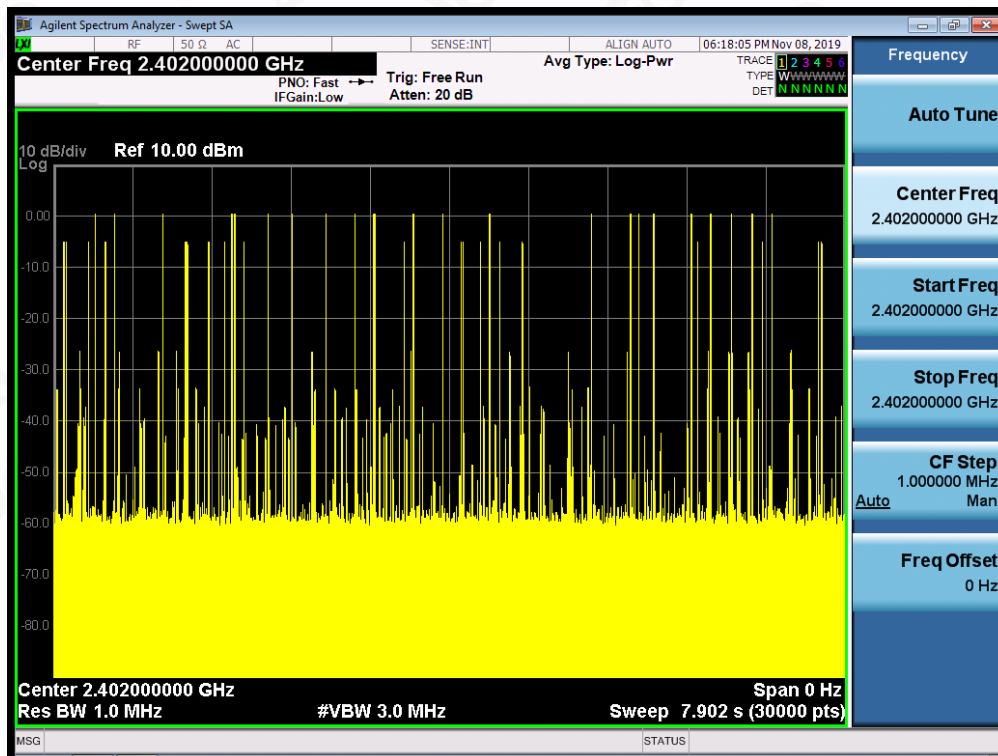 Agilent Spectrum Analyzer - Swept SA
LXI RF 50 Ω AC SENSE:INT ALIGN AUTO 06:18:05 PM Nov 08, 2019
Center Freq 2.402000000 GHz
PNO: Fast
IFGain:Low
Trig: Free Run
Atten: 20 dB
Avg Type: Log-Pwr
TRACE 1 2 3 4 5 6
TYPE WWWWWW
DET N N N N N N
10 dB/div Ref 10.00 dBm
Log
0.00
-10.0
-20.0
-30.0
-40.0
-50.0
-60.0
-70.0
-80.0
Center 2.402000000 GHz Span 0 Hz
Res BW 1.0 MHz #VBW 3.0 MHz Sweep 7.902 s (30000 pts)
MSG STATUS
Frequency
Auto Tune
Center Freq
2.402000000 GHz
Start Freq
2.402000000 GHz
Stop Freq
2.402000000 GHz
CF Step
1.000000 MHz
Auto Man
Freq Offset
0 Hz